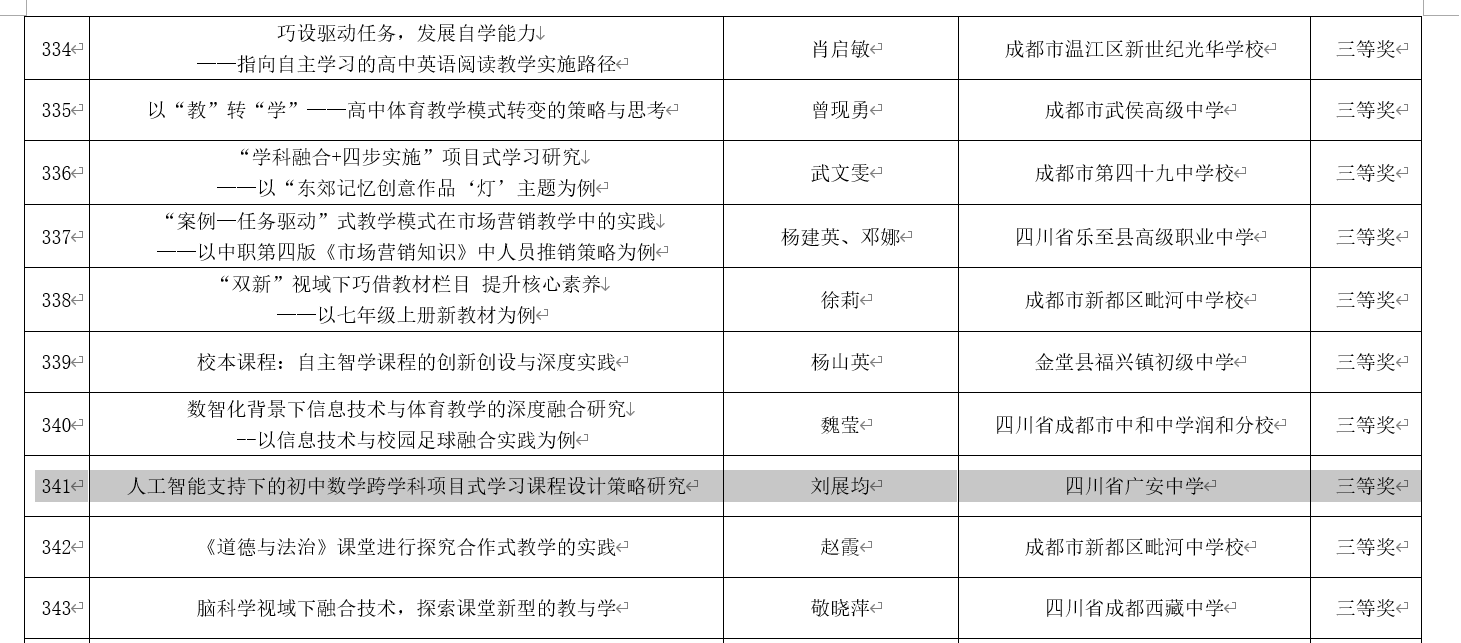 334 巧设驱动任务，发展自学能力 肖启敏 成都市温江区新世纪光华学校 三等奖
——指向自主学习的高中英语阅读教学实施路径
335 以“教”转“学”——高中体育教学模式转变的策略与思考 曾现勇 成都市武侯高级中学 三等奖
336 “学科融合+四步实施”项目式学习研究 武文雯 成都市第四十九中学校 三等奖
——以“东郊记忆创意作品‘灯’主题为例
337 “案例—任务驱动”式教学模式在市场营销教学中的实践 杨建英、邓娜 四川省乐至县高级职业中学 三等奖
——以中职第四版《市场营销知识》中人员推销策略为例
338 “双新”视域下巧借教材栏目 提升核心素养 徐莉 成都市新都区毗河中学校 三等奖
——以七年级上册新教材为例
339 校本课程：自主智学课程的创新创设与深度实践 杨山英 金堂县福兴镇初级中学 三等奖
340 数智化背景下信息技术与体育教学的深度融合研究 魏莹 四川省成都市中和中学润和分校 三等奖
--以信息技术与校园足球融合实践为例
341 人工智能支持下的初中数学跨学科项目式学习课程设计策略研究 刘展均 四川省广安中学 三等奖
342 《道德与法治》课堂进行探究合作式教学的实践 赵霞 成都市新都区毗河中学校 三等奖
343 脑科学视域下融合技术，探索课堂新型的教与学 敬晓萍 四川省成都西藏中学 三等奖